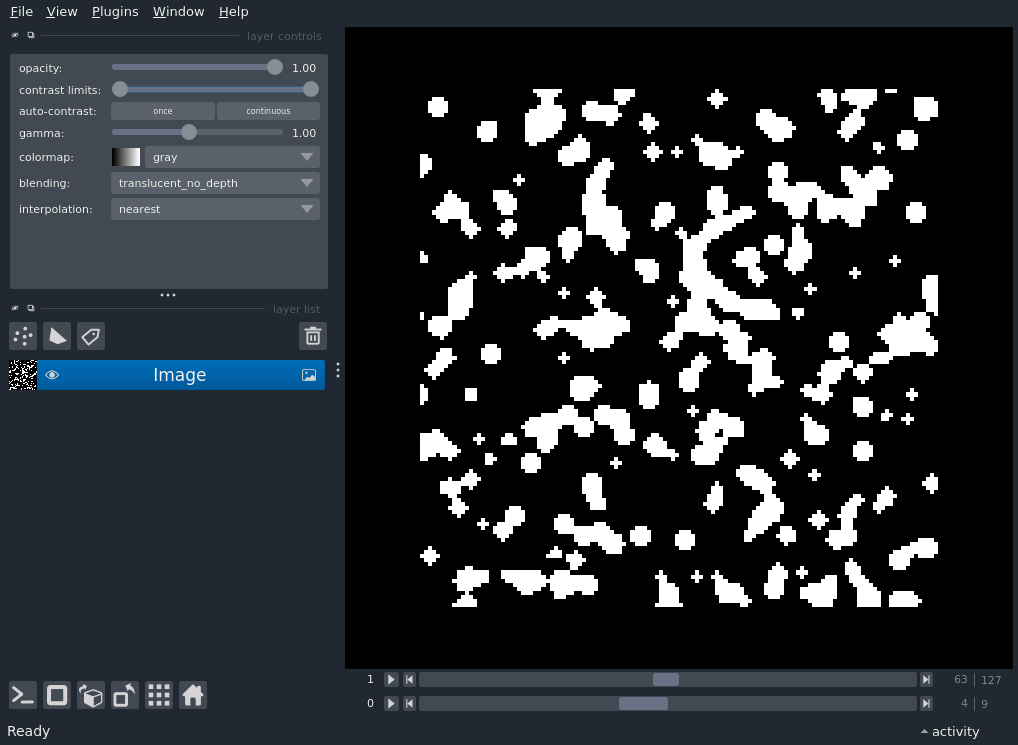 File View Plugins Window Help
layer controls
opacity: 1.00
contrast limits:
auto-contrast: once continuous
gamma: 1.00
colormap: gray
blending: translucent_no_depth
interpolation: nearest
layer list
Image
1 63 127
0 4 9
Ready activity